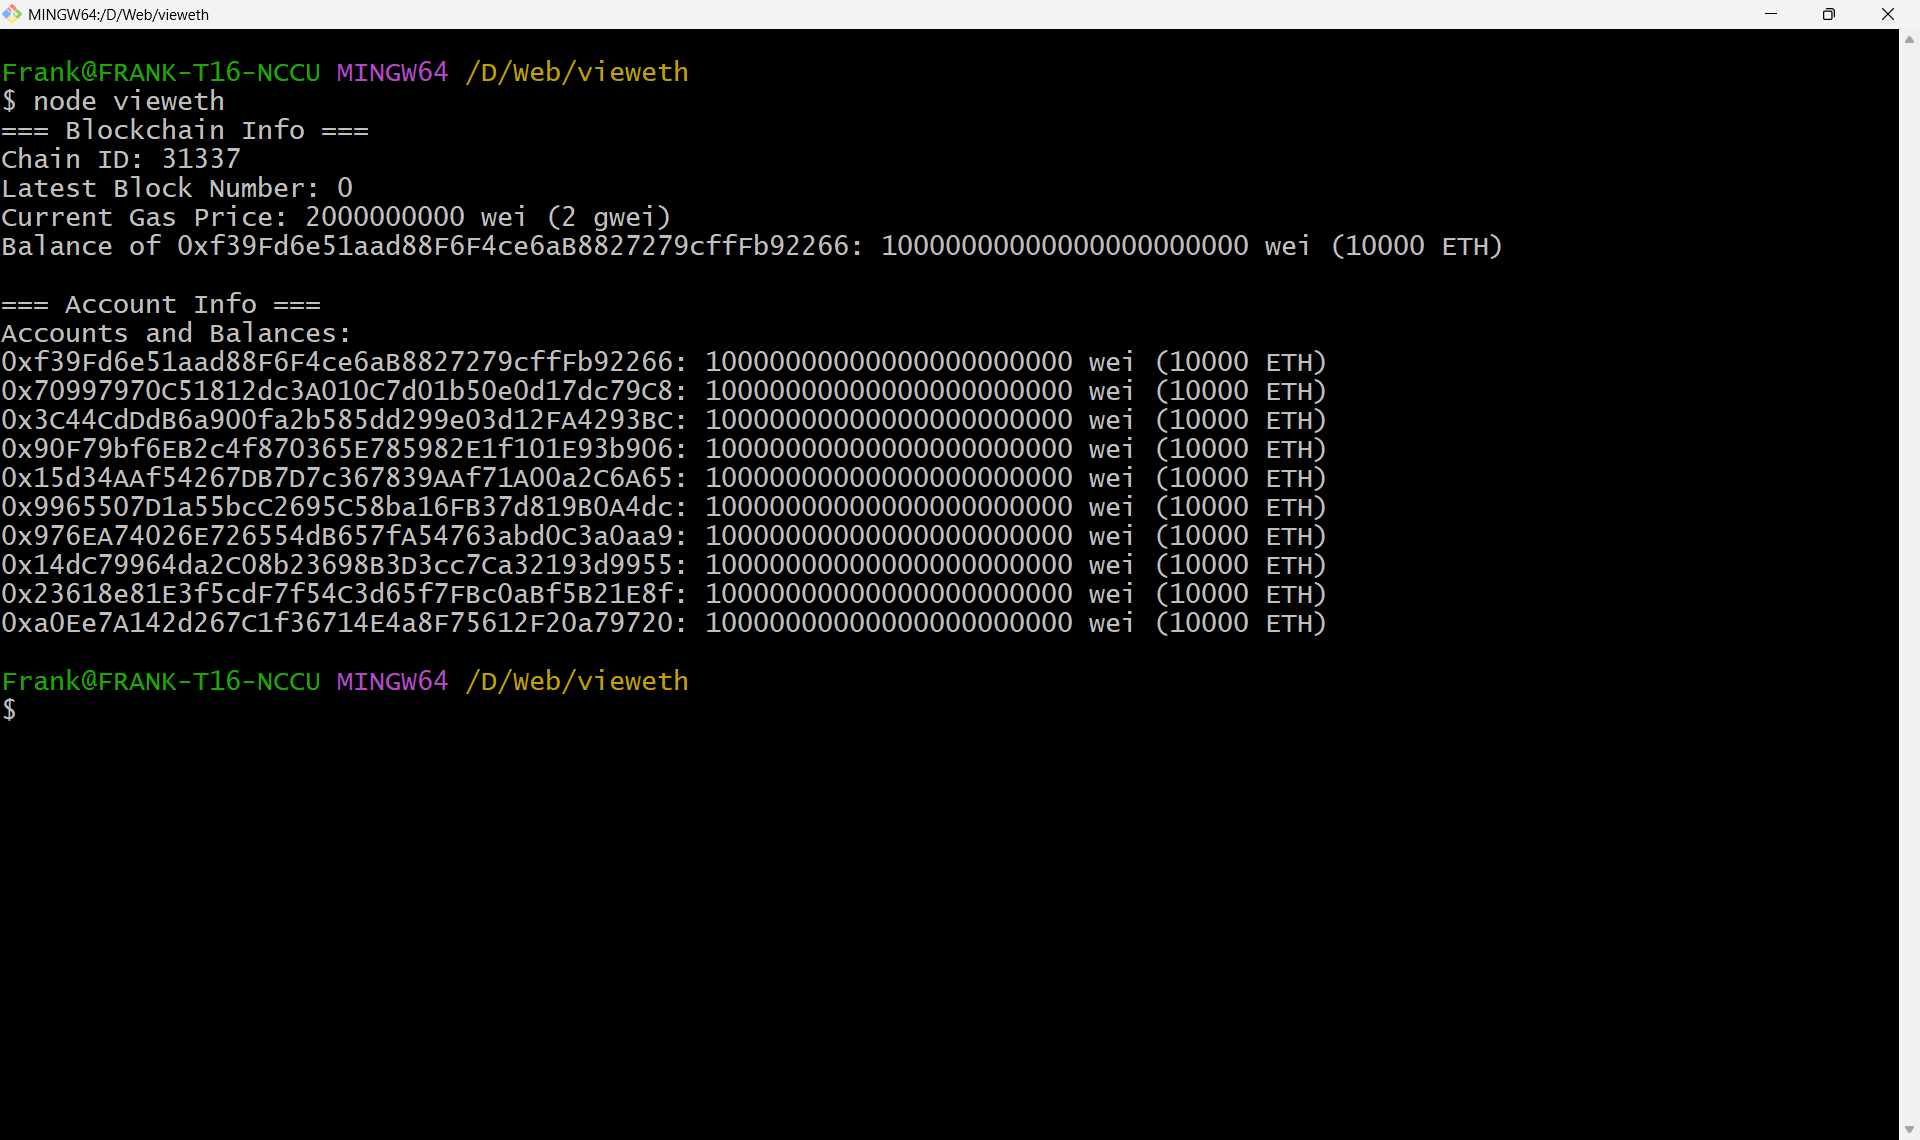 MINGW64:/D/Web/vieweth
Frank@FRANK-T16-NCCU MINGW64 /D/Web/vieweth
$ node vieweth
=== Blockchain Info ===
Chain ID: 31337
Latest Block Number: 0
Current Gas Price: 2000000000 wei (2 gwei)
Balance of 0xf39Fd6e51aad88F6F4ce6aB8827279cffFb92266: 10000000000000000000000 wei (10000 ETH)
=== Account Info ===
Accounts and Balances:
0xf39Fd6e51aad88F6F4ce6aB8827279cffFb92266: 10000000000000000000000 wei (10000 ETH)
0x70997970C51812dc3A010C7d01b50e0d17dc79C8: 10000000000000000000000 wei (10000 ETH)
0x3C44CdDdB6a900fa2b585dd299e03d12FA4293BC: 10000000000000000000000 wei (10000 ETH)
0x90F79bf6EB2c4f870365E785982E1f101E93b906: 10000000000000000000000 wei (10000 ETH)
0x15d34AAf54267DB7D7c367839AAf71A00a2C6A65: 10000000000000000000000 wei (10000 ETH)
0x9965507D1a55bcC2695C58ba16FB37d819B0A4dc: 10000000000000000000000 wei (10000 ETH)
0x976EA74026E726554dB657fA54763abd0C3a0aa9: 10000000000000000000000 wei (10000 ETH)
0x14dC79964da2C08b23698B3D3cc7Ca32193d9955: 10000000000000000000000 wei (10000 ETH)
0x23618e81E3f5cdF7f54C3d65f7FBc0aBf5B21E8f: 10000000000000000000000 wei (10000 ETH)
0xa0Ee7A142d267C1f36714E4a8F75612F20a79720: 10000000000000000000000 wei (10000 ETH)
Frank@FRANK-T16-NCCU MINGW64 /D/Web/vieweth
$